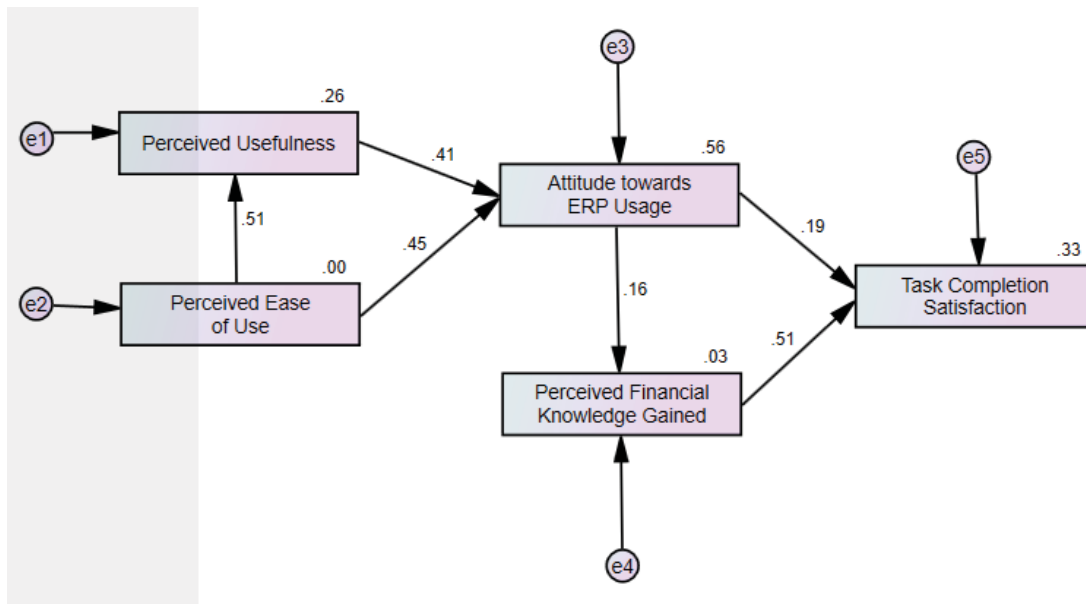 e3
.26
e1
Perceived Usefulness
.41
.56
Attitude towards
ERP Usage
e5
.51
.45
.19
.33
.00
e2
Perceived Ease
of Use
.16
Task Completion
Satisfaction
.03
.51
Perceived Financial
Knowledge Gained
e4